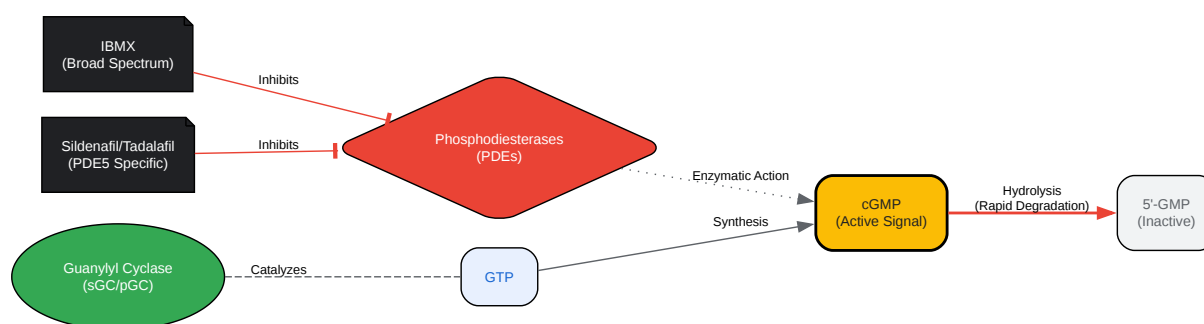 IBMX
(Broad Spectrum)
Inhibits
Sildenafil/Tadalafil
(PDE5 Specific)
Inhibits
Phosphodiesterases
(PDEs)
Enzymatic Action
Guanylyl Cyclase
(sGC/pGC)
Catalyzes
GTP
Synthesis
cGMP
(Active Signal)
Hydrolysis
(Rapid Degradation)
5'-GMP
(Inactive)